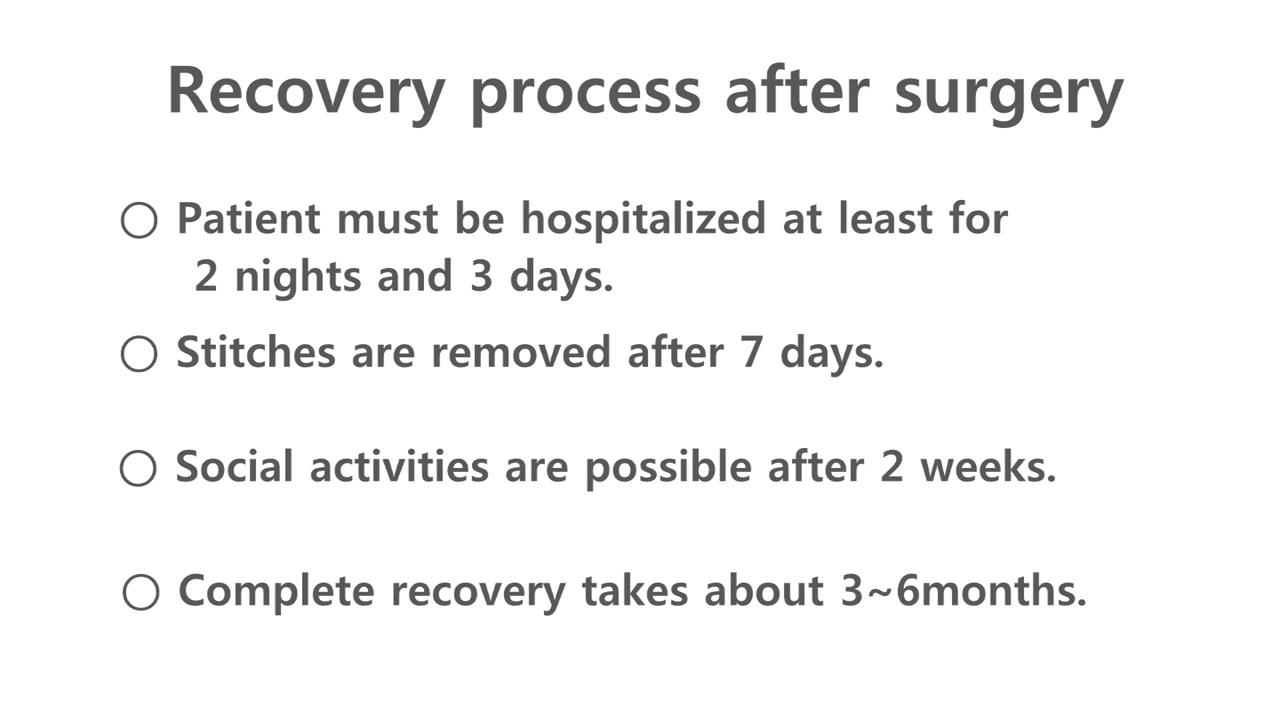 Recovery process after surgery
○ Patient must be hospitalized at least for
2 nights and 3 days.
○ Stitches are removed after 7 days.
○ Social activities are possible after 2 weeks.
○ Complete recovery takes about 3~6months.